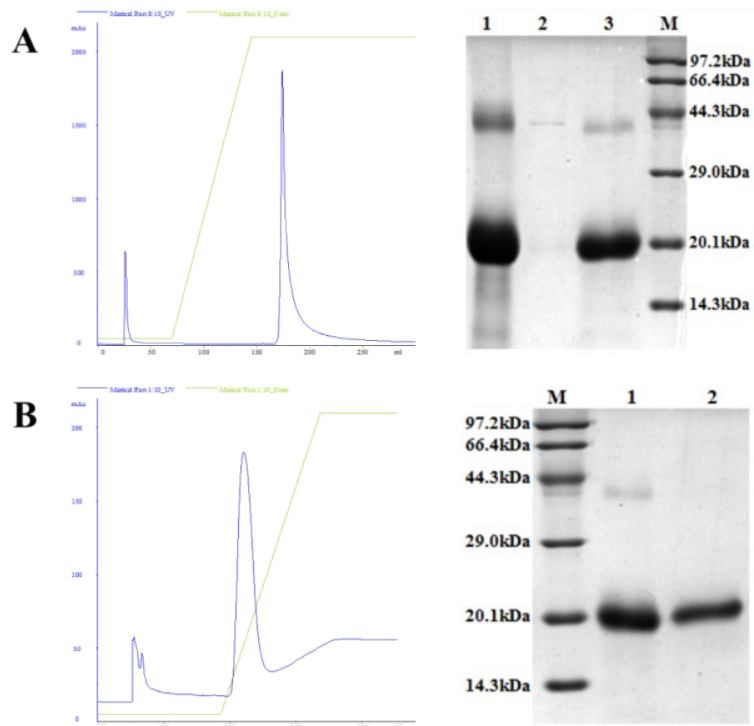 A
Manual Run 8:10_UV
Manual Run 8:10_Conc
mAu
2000
1500
1000
500
0
0
50
100
150
200
250
ml
1 2 3 M
97.2kDa
66.4kDa
44.3kDa
29.0kDa
20.1kDa
14.3kDa
B
Manual Run 1:10_UV
Manual Run 1:10_Conc
200
150
100
50
0
M 1 2
97.2kDa
66.4kDa
44.3kDa
29.0kDa
20.1kDa
14.3kDa